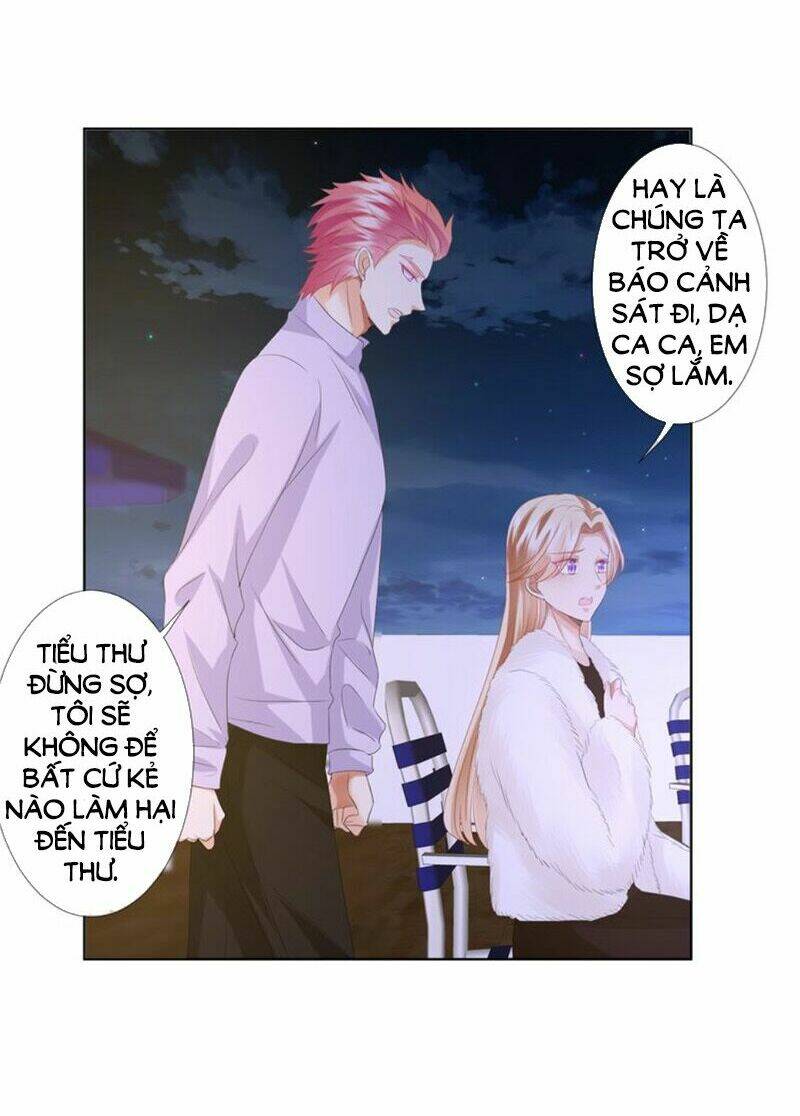 HAY LÀ
CHÚNG TA
TRỞ VỀ
BÁO CẢNH
SÁT ĐI, DẠ
CA CA, EM
SỢ LẮM.
TIỂU THƯ
ĐỪNG SỢ,
TÔI SẼ
KHÔNG ĐỂ
BẤT CỨ KẺ
NÀO LÀM HẠI
ĐẾN TIỂU
THƯ.